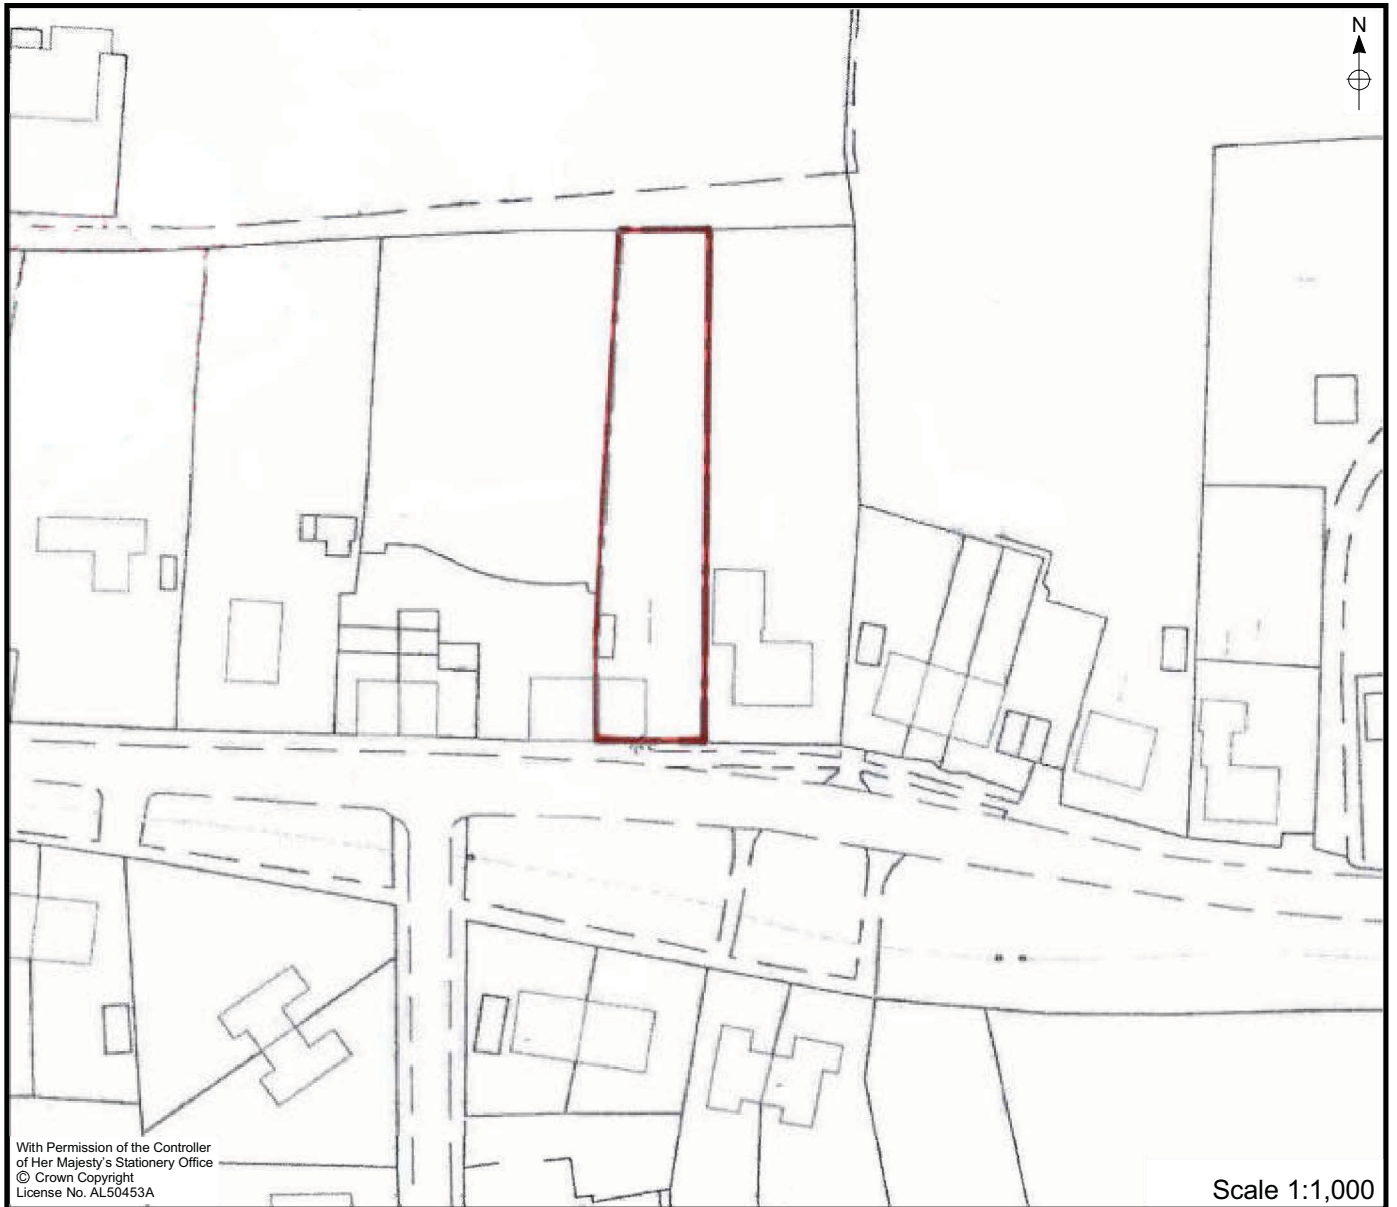 N
With Permission of the Controller
of Her Majesty's Stationery Office
© Crown Copyright
License No. AL50453A
Scale 1:1,000